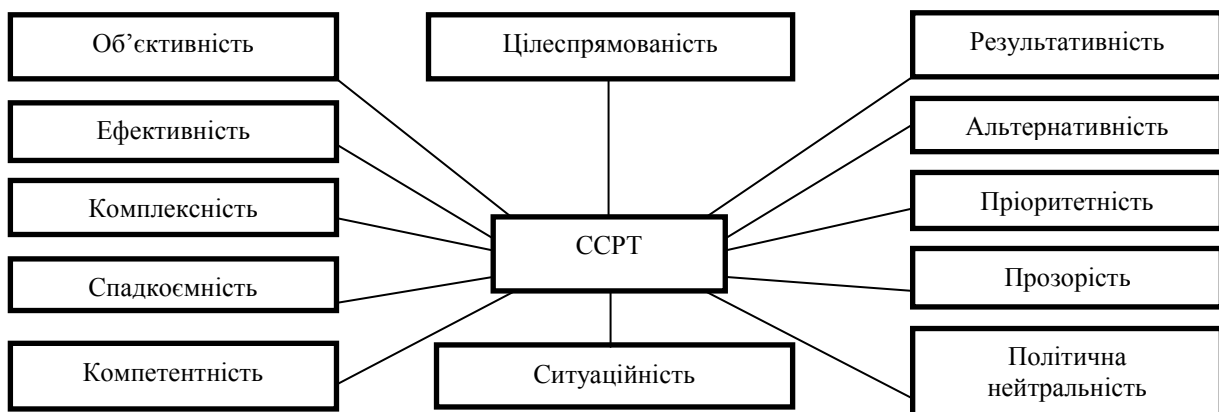 Об’єктивність
Цілеспрямованість
Результативність
Ефективність
Альтернативність
Комплексність
Пріоритетність
ССРТ
Спадкоємність
Прозорість
Компетентність
Ситуаційність
Політична
нейтральність